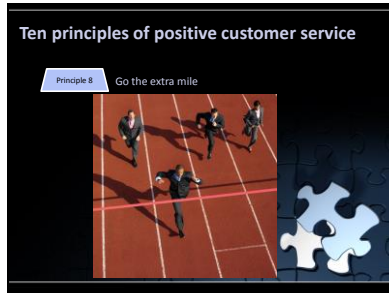 Ten principles of positive customer service
Principle 8
Go the extra mile